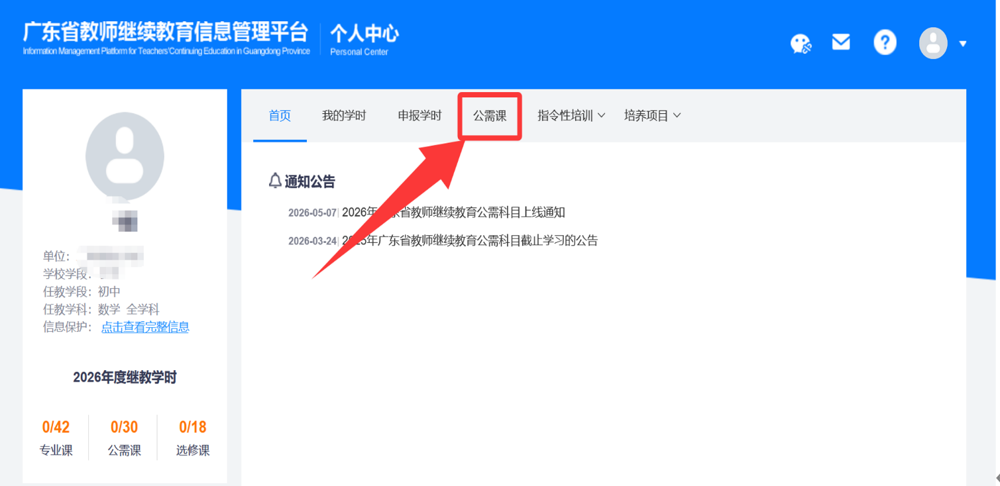 广东省教师继续教育信息管理平台
个人中心
Information Management Platform for Teachers'Continuing Education in Guangdong Province
Personal Center
首页 我的学时 申报学时 公需课 指令性培训 培养项目
通知公告
2026-05-07| 2026年 省教师继续教育公需科目上线通知
2026-03-24| 2025年广东省教师继续教育公需科目截止学习的公告
单位:
学校学段:
任教学段: 初中
任教学科: 数学 全学科
信息保护: 点击查看完整信息
2026年度继教学时
0/42 0/30 0/18
专业课 公需课 选修课